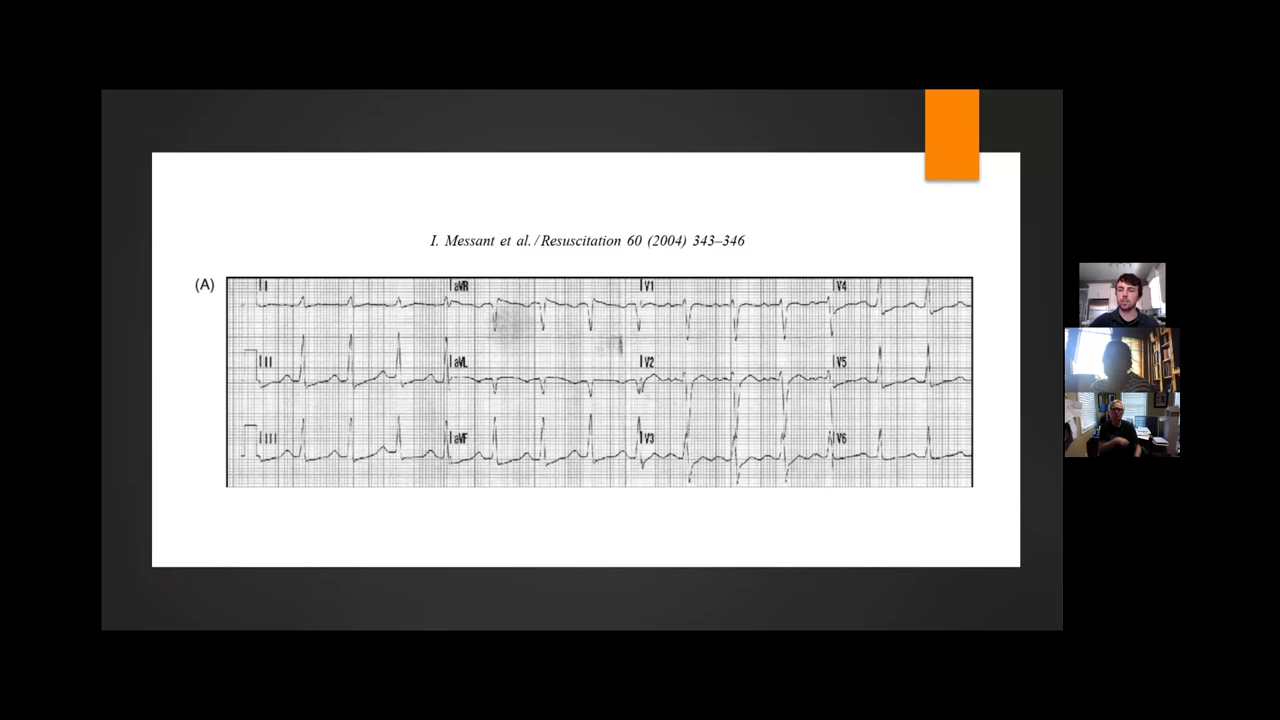 I. Messant et al. / Resuscitation 60 (2004) 343–346
(A)
I aVR V1 V4
II aVL V2 V5
III aVF V3 V6